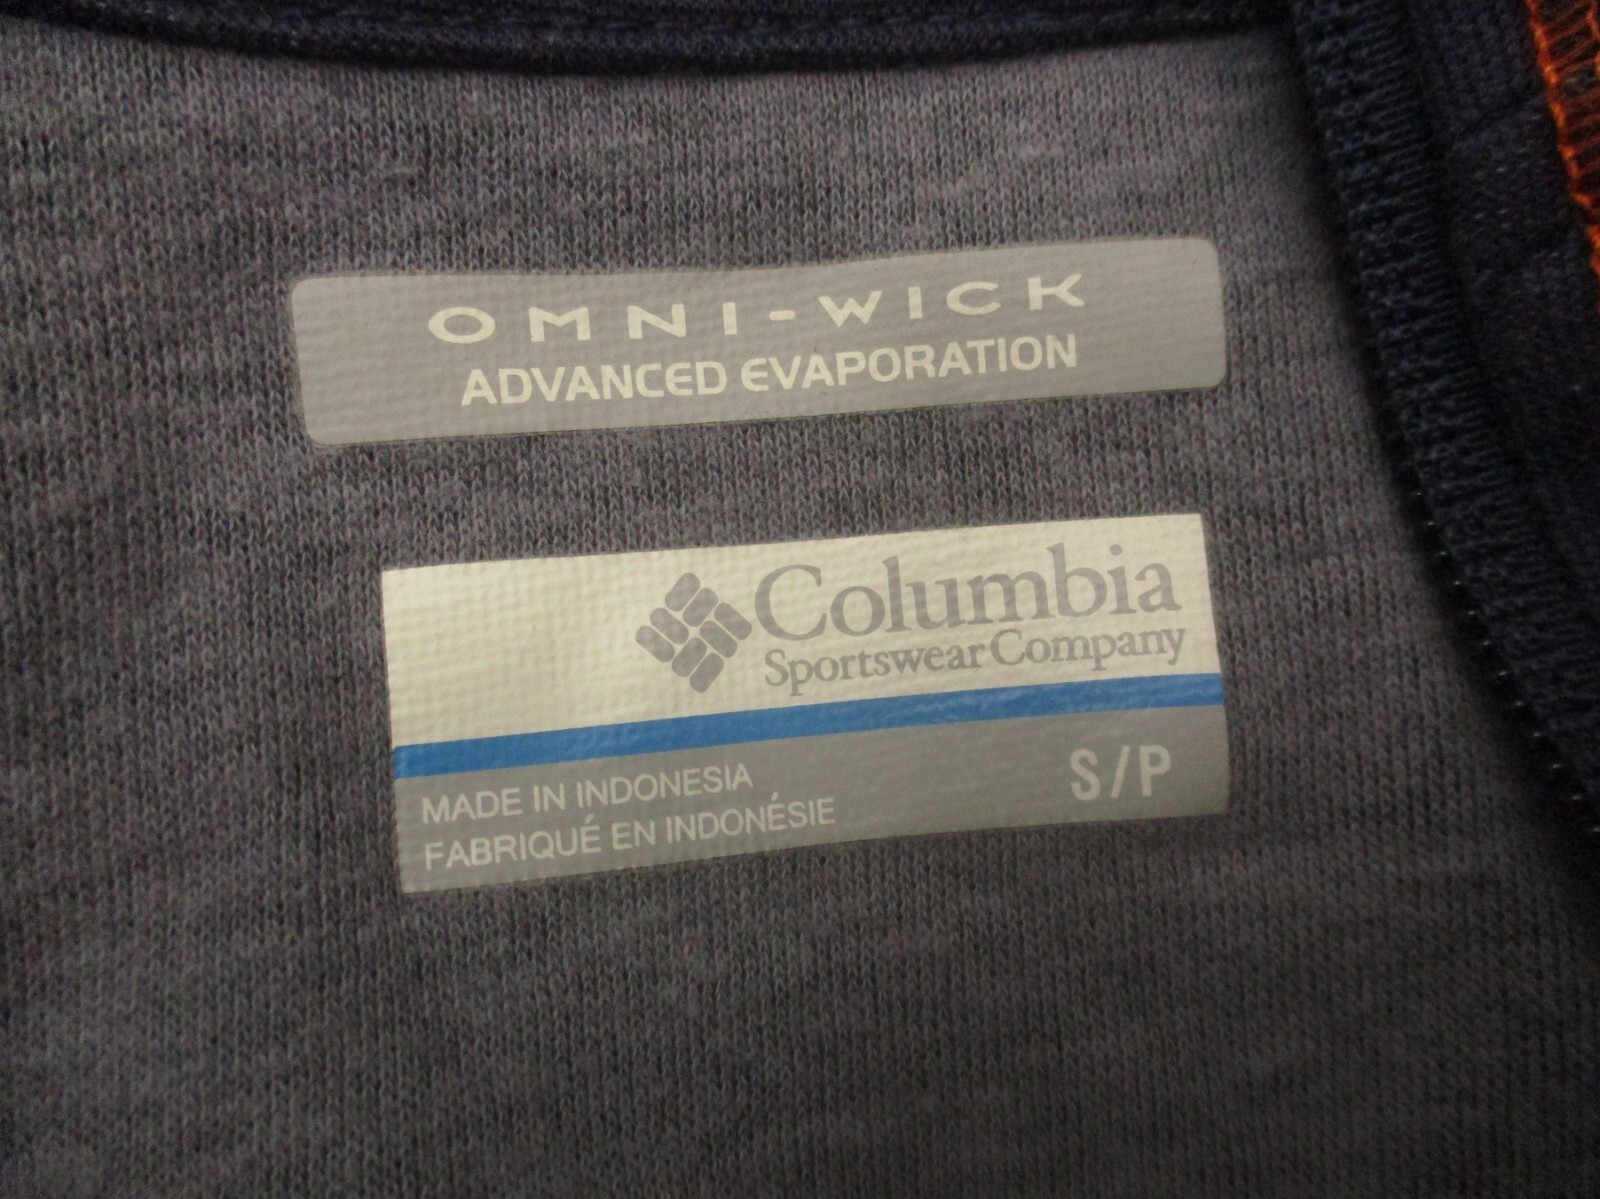 OMNI-WICK
ADVANCED EVAPORATION
Columbia
Sportswear Company
MADE IN INDONESIA
FABRIQUÉ EN INDONÉSIE
S/P